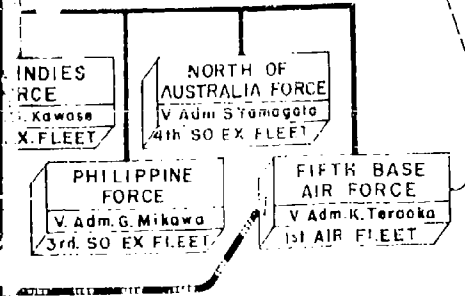 INDIES
RCE
. Kawase
X. FLEET
NORTH OF
AUSTRALIA FORCE
V Adm S Yamagata
4th SO EX FLEET
PHILIPPINE
FORCE
V. Adm. G. Mikawa
3rd. SO EX FLEET
FIFTH BASE
AIR FORCE
V Adm. K. Teraoka
1st AIR FLEET